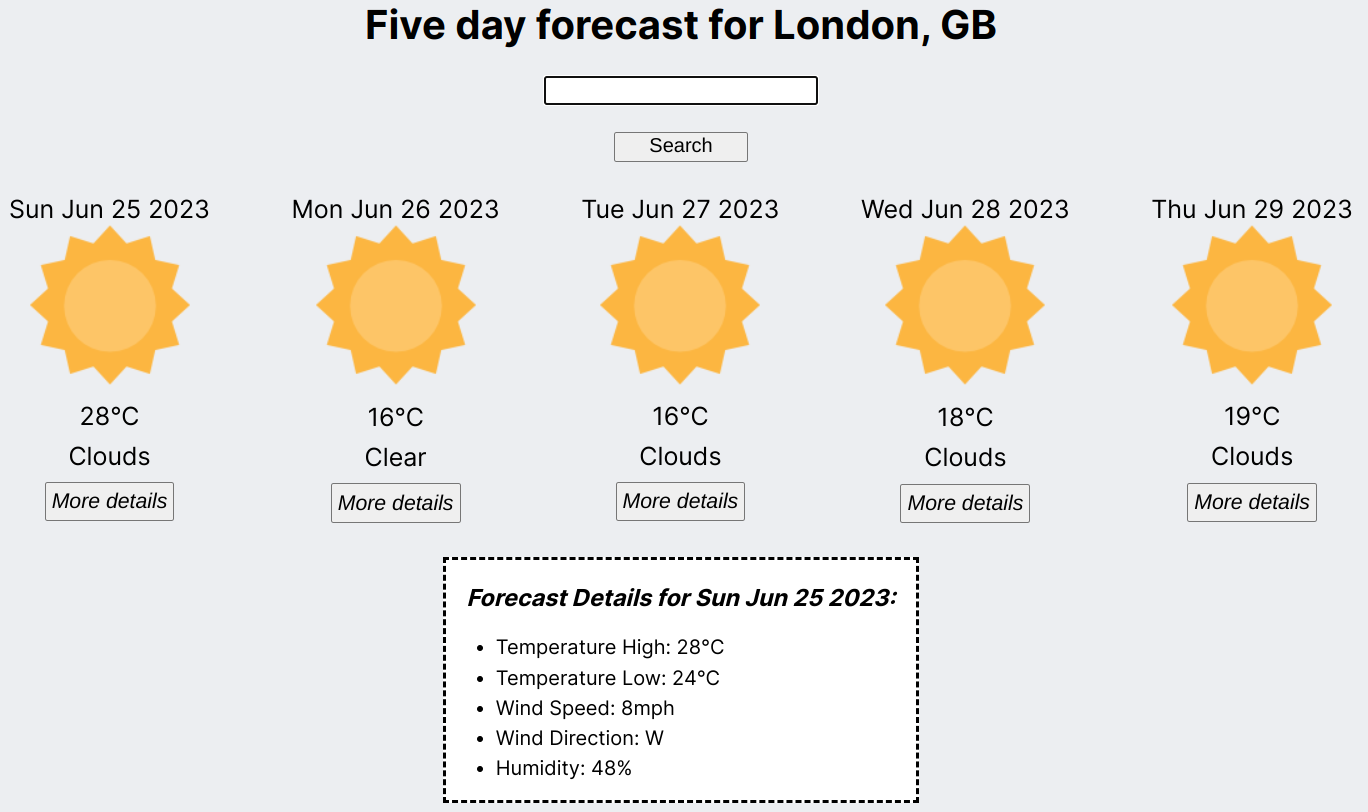 Five day forecast for London, GB
Search
Sun Jun 25 2023
Mon Jun 26 2023
Tue Jun 27 2023
Wed Jun 28 2023
Thu Jun 29 2023
28°C
16°C
16°C
18°C
19°C
Clouds
Clear
Clouds
Clouds
Clouds
More details
More details
More details
More details
More details
Forecast Details for Sun Jun 25 2023:
• Temperature High: 28°C
• Temperature Low: 24°C
• Wind Speed: 8mph
• Wind Direction: W
• Humidity: 48%